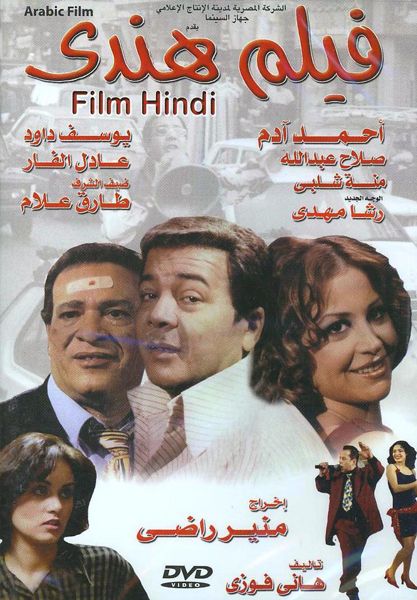 Arabic Film
الشركة المصرية لمدينة الإنتاج الإعلامي
جهاز السينما
يقدم
فيلم هندى
Film Hindi
أحمد آدم
صلاح عبدالله
منة شلبى
الوجه الجديد
رشا مهدى
يوسف داود
عادل الفار
ضيف الشرف
طارق علام
إخراج
منير راضى
تأليف
هانى فوزى
DVD
VIDEO